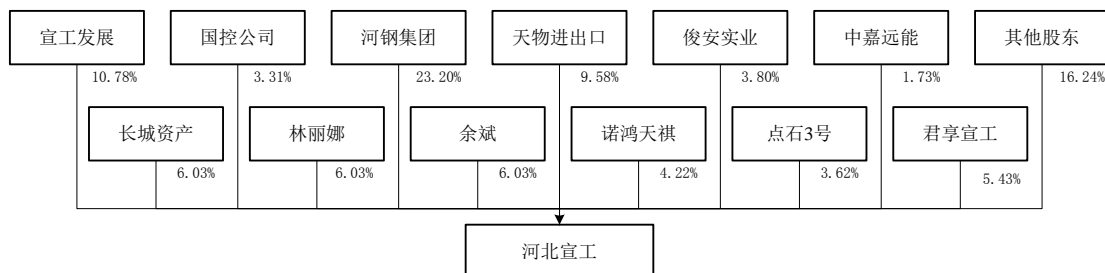 宣工发展 国控公司 河钢集团 天物进出口 俊安实业 中嘉远能 其他股东
10.78% 3.31% 23.20% 9.58% 3.80% 1.73% 16.24%
长城资产 林丽娜 余斌 诺鸿天祺 点石3号 君享宣工
6.03% 6.03% 6.03% 4.22% 3.62% 5.43%
河北宣工